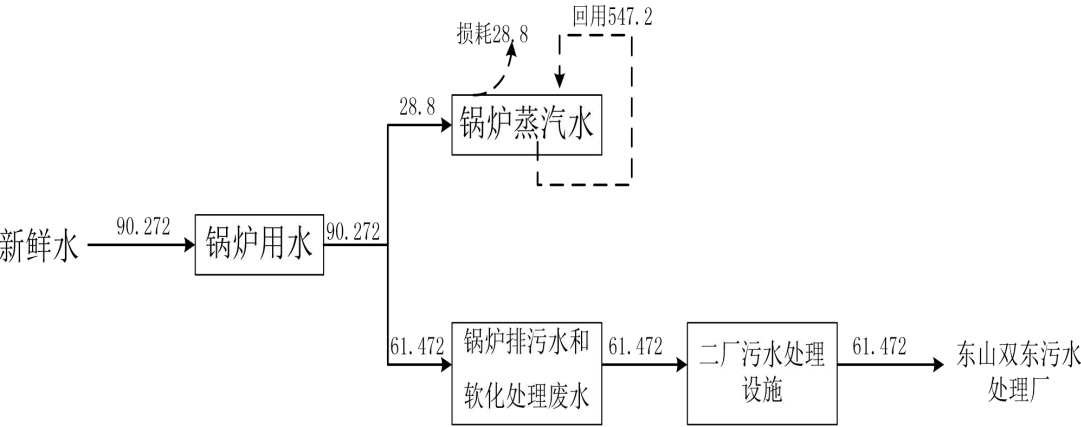 回用547.2
损耗28.8
28.8
锅炉蒸汽水
新鲜水
90.272
锅炉用水
90.272
61.472
锅炉排污水和
软化处理废水
61.472
二厂污水处理
设施
61.472
东山双东污水
处理厂